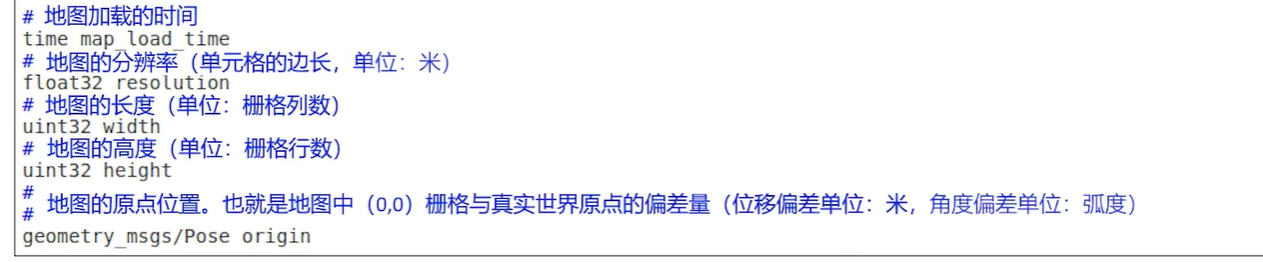 # 地图加载的时间
time map_load_time
# 地图的分辨率（单元格的边长，单位：米）
float32 resolution
# 地图的长度（单位：栅格列数）
uint32 width
# 地图的高度（单位：栅格行数）
uint32 height
#
# 地图的原点位置。也就是地图中（0,0）栅格与真实世界原点的偏差量（位移偏差单位：米，角度偏差单位：弧度）
geometry_msgs/Pose origin